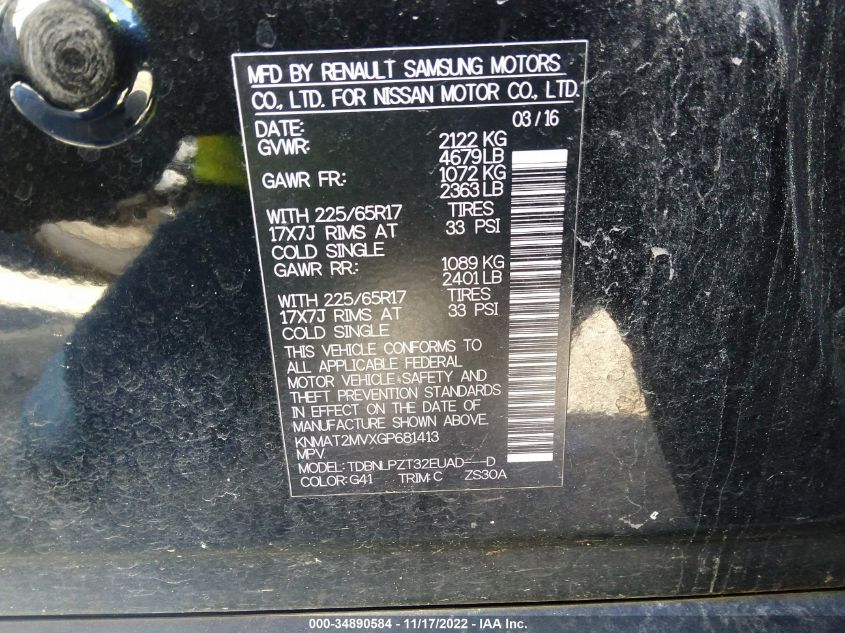 MFD BY RENAULT SAMSUNG MOTORS
CO., LTD. FOR NISSAN MOTOR CO., LTD.
DATE: 03/16
GVWR: 2122 KG
4679 LB
GAWR FR: 1072 KG
2363 LB
WITH 225/65R17 TIRES
17X7J RIMS AT 33 PSI
COLD SINGLE
GAWR RR: 1089 KG
2401 LB
WITH 225/65R17 TIRES
17X7J RIMS AT 33 PSI
COLD SINGLE
THIS VEHICLE CONFORMS TO
ALL APPLICABLE FEDERAL
MOTOR VEHICLE SAFETY AND
THEFT PREVENTION STANDARDS
IN EFFECT ON THE DATE OF
MANUFACTURE SHOWN ABOVE.
KNMAT2MVXGP681413
MPV
MODEL: TDBNLPZT32EUAD----D
COLOR: G41 TRIM: C ZS30A
000-34890584 - 11/17/2022 - IAA, Inc.